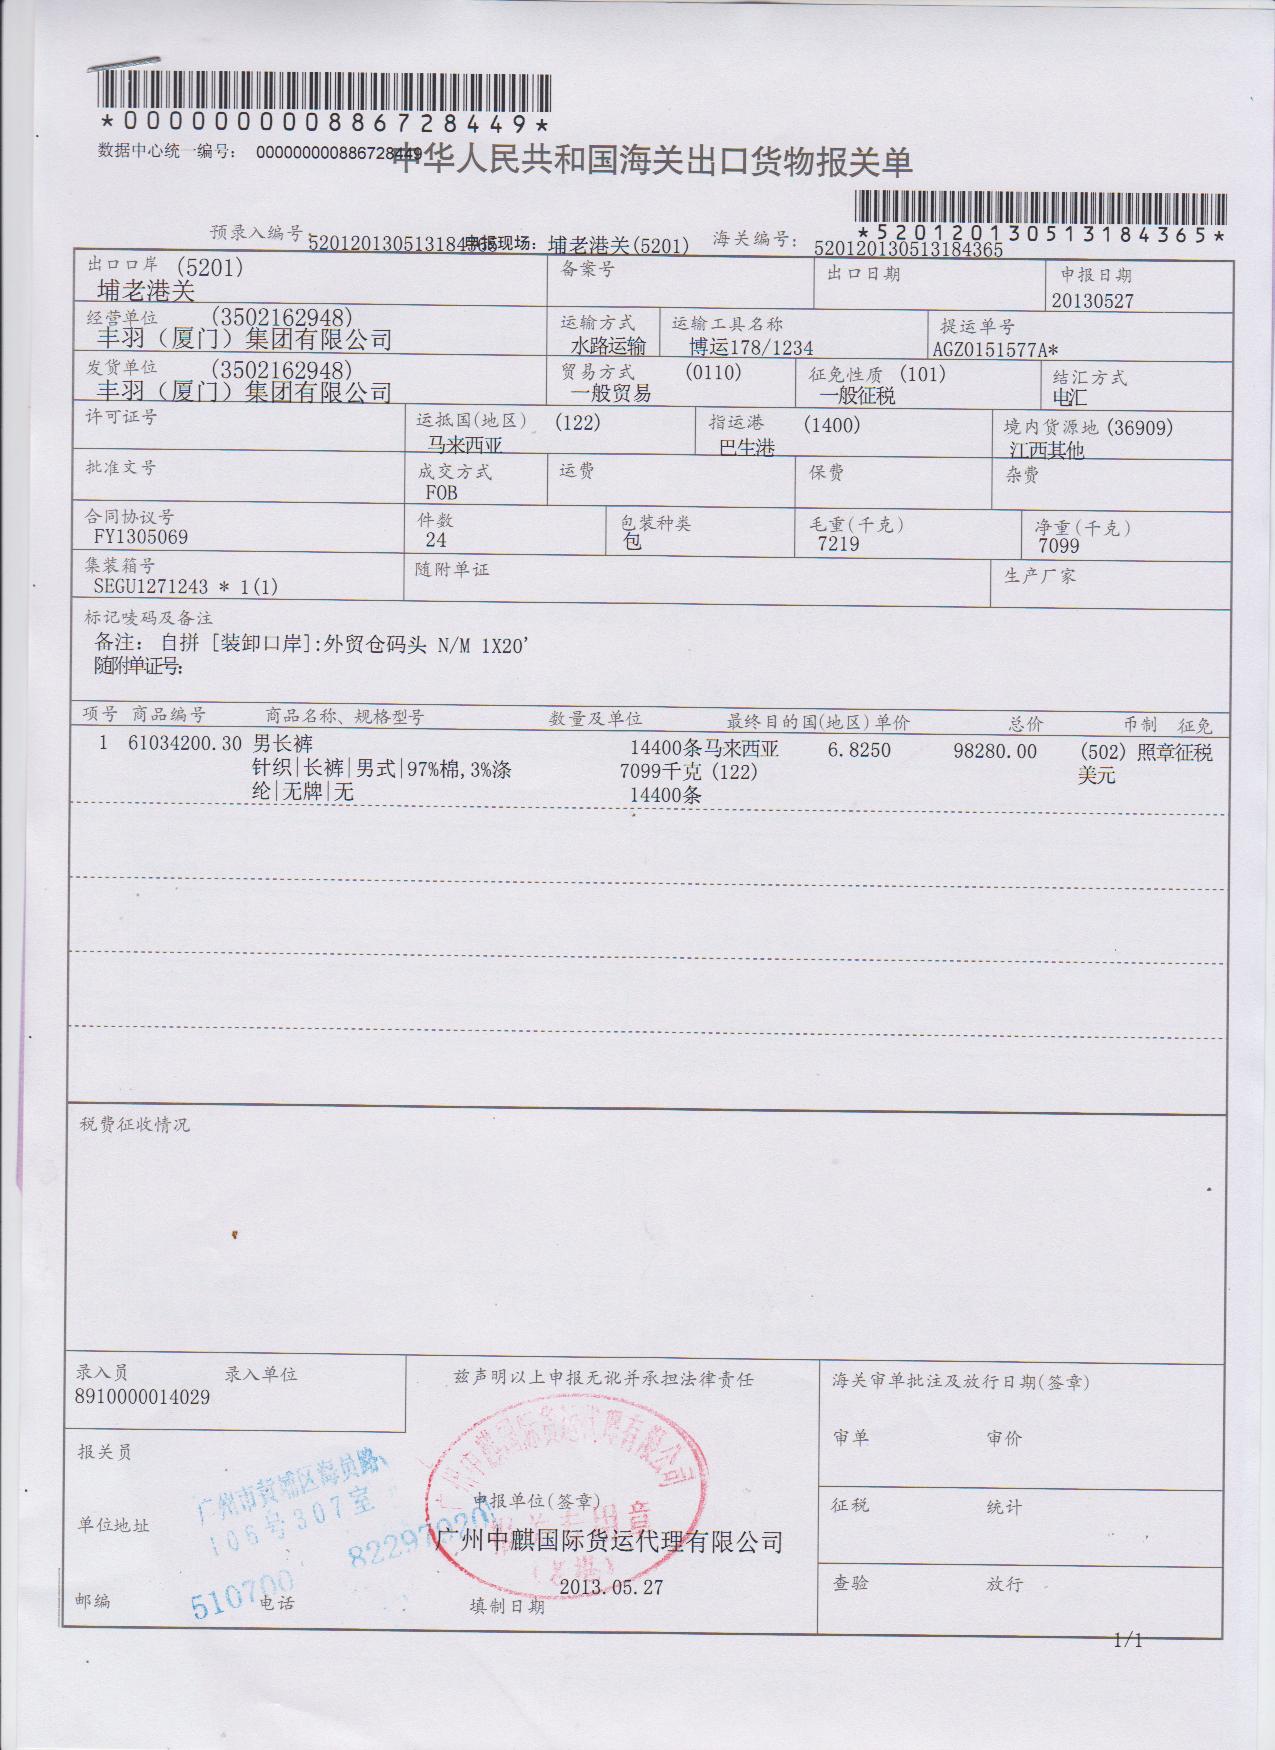 *000000000886728449*
数据中心统一编号: 000000000886728449
中华人民共和国海关出口货物报关单
*520120130513184365*
预录入编号: 520120130513184365 申报现场: 埔老港关(5201) 海关编号: 520120130513184365
出口口岸 (5201) 备案号 出口日期 申报日期
埔老港关 20130527
经营单位 (3502162948) 运输方式 运输工具名称 提运单号
丰羽（厦门）集团有限公司 水路运输 博运178/1234 AGZ0151577A*
发货单位 (3502162948) 贸易方式 (0110) 征免性质 (101) 结汇方式
丰羽（厦门）集团有限公司 一般贸易 一般征税 电汇
许可证号 运抵国(地区) (122) 指运港 (1400) 境内货源地 (36909)
马来西亚 巴生港 江西其他
批准文号 成交方式 运费 保费 杂费
FOB
合同协议号 件数 包装种类 毛重(千克) 净重(千克)
FY1305069 24 包 7219 7099
集装箱号 随附单证 生产厂家
SEGU1271243 * 1(1)
标记唛码及备注
备注: 自拼 [装卸口岸]:外贸仓码头 N/M 1X20'
随附单证号:
项号 商品编号 商品名称、规格型号 数量及单位 最终目的国(地区) 单价 总价 币制 征免
1 61034200.30 男长裤 14400条 马来西亚 6.8250 98280.00 (502) 照章征税
针织|长裤|男式|97%棉,3%涤 7099千克 (122) 美元
纶|无牌|无 14400条
税费征收情况
录入员 录入单位 兹声明以上申报无讹并承担法律责任 海关审单批注及放行日期(签章)
8910000014029
审单 审价
报关员
广州中麒国际货运代理有限公司
广州市黄埔区海员路
106号307室
申报单位(签章)
征税 统计
单位地址
82297020
广州中麒国际货运代理有限公司
510700
2013.05.27
查验 放行
邮编 电话 填制日期
1/1